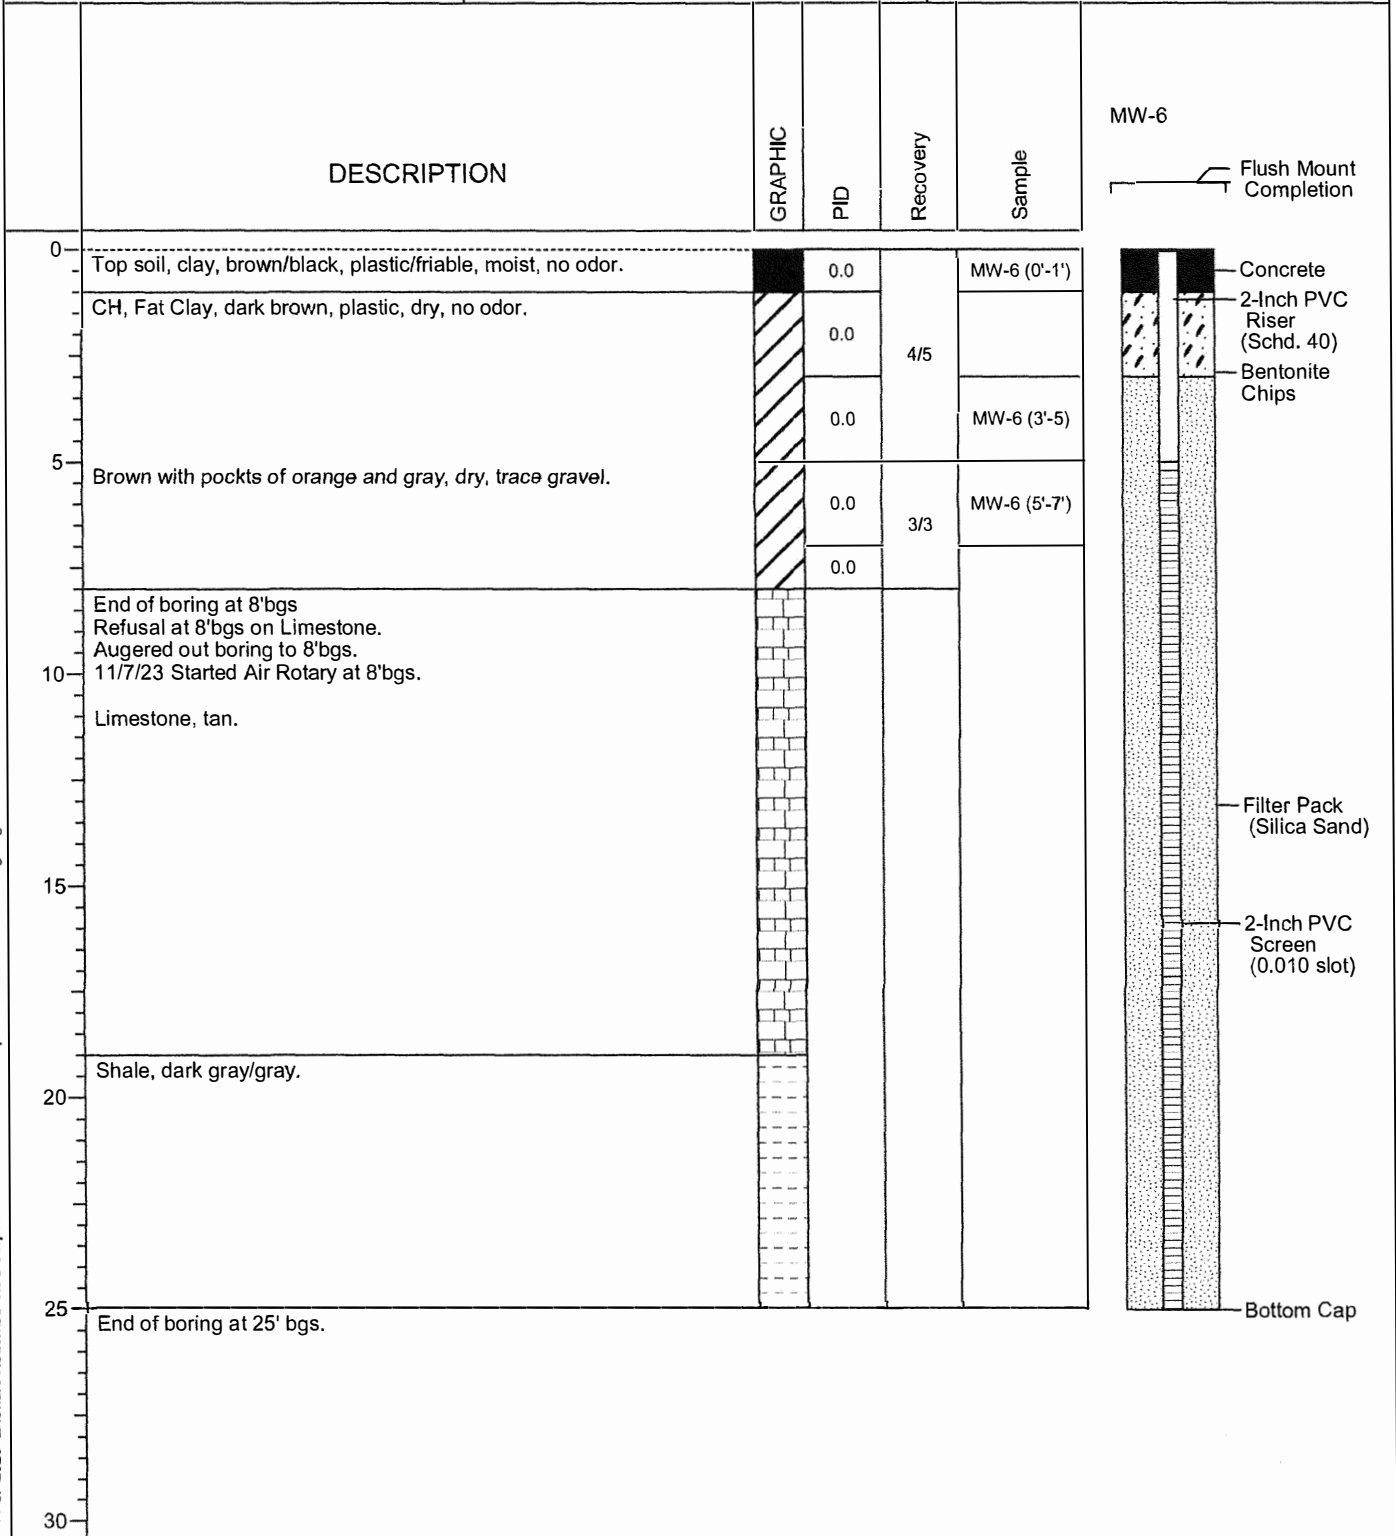 MW-6
Flush Mount
Completion
DESCRIPTION
GRAPHIC
PID
Recovery
Sample
0
Top soil, clay, brown/black, plastic/friable, moist, no odor.
0.0
MW-6 (0'-1')
Concrete
CH, Fat Clay, dark brown, plastic, dry, no odor.
0.0
4/5
2-Inch PVC
Riser
(Schd. 40)
Bentonite
Chips
0.0
MW-6 (3'-5)
5
Brown with pockts of orange and gray, dry, trace gravel.
0.0
3/3
MW-6 (5'-7')
0.0
End of boring at 8'bgs
Refusal at 8'bgs on Limestone.
Augered out boring to 8'bgs.
10
11/7/23 Started Air Rotary at 8'bgs.
Limestone, tan.
Filter Pack
(Silica Sand)
15
2-Inch PVC
Screen
(0.010 slot)
Shale, dark gray/gray.
20
25
Bottom Cap
End of boring at 25' bgs.
30